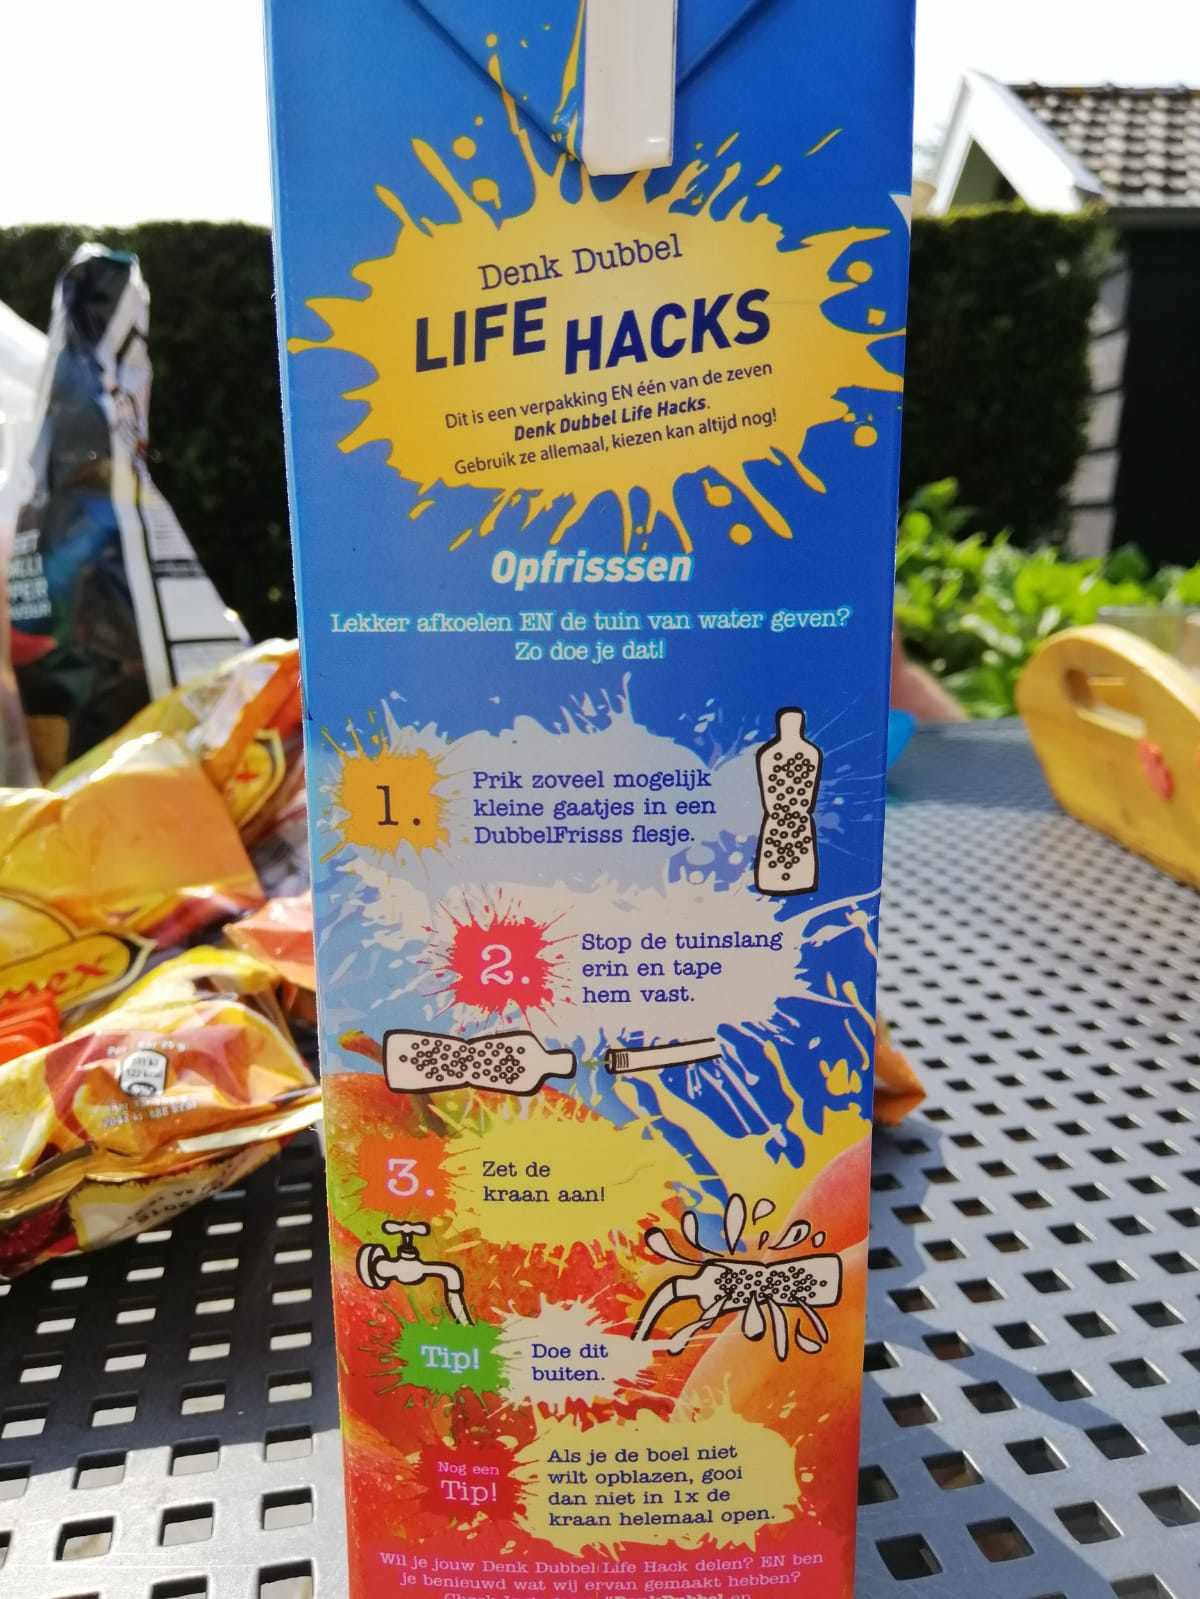 Denk Dubbel
LIFE HACKS
Dit is een verpakking EN één van de zeven
Denk Dubbel Life Hacks.
Gebruik ze allemaal, kiezen kan altijd nog!
Opfrisssen
Lekker afkoelen EN de tuin van water geven?
Zo doe je dat!
1.
Prik zoveel mogelijk
kleine gaatjes in een
DubbelFrisss flesje.
2.
Stop de tuinslang
erin en tape
hem vast.
3.
Zet de
kraan aan!
Tip!
Doe dit
buiten.
Nog een
Tip!
Als je de boel niet
wilt opblazen, gooi
dan niet in 1x de
kraan helemaal open.
Wil je jouw Denk Dubbel Life Hack delen? EN ben
je benieuwd wat wij ervan gemaakt hebben?